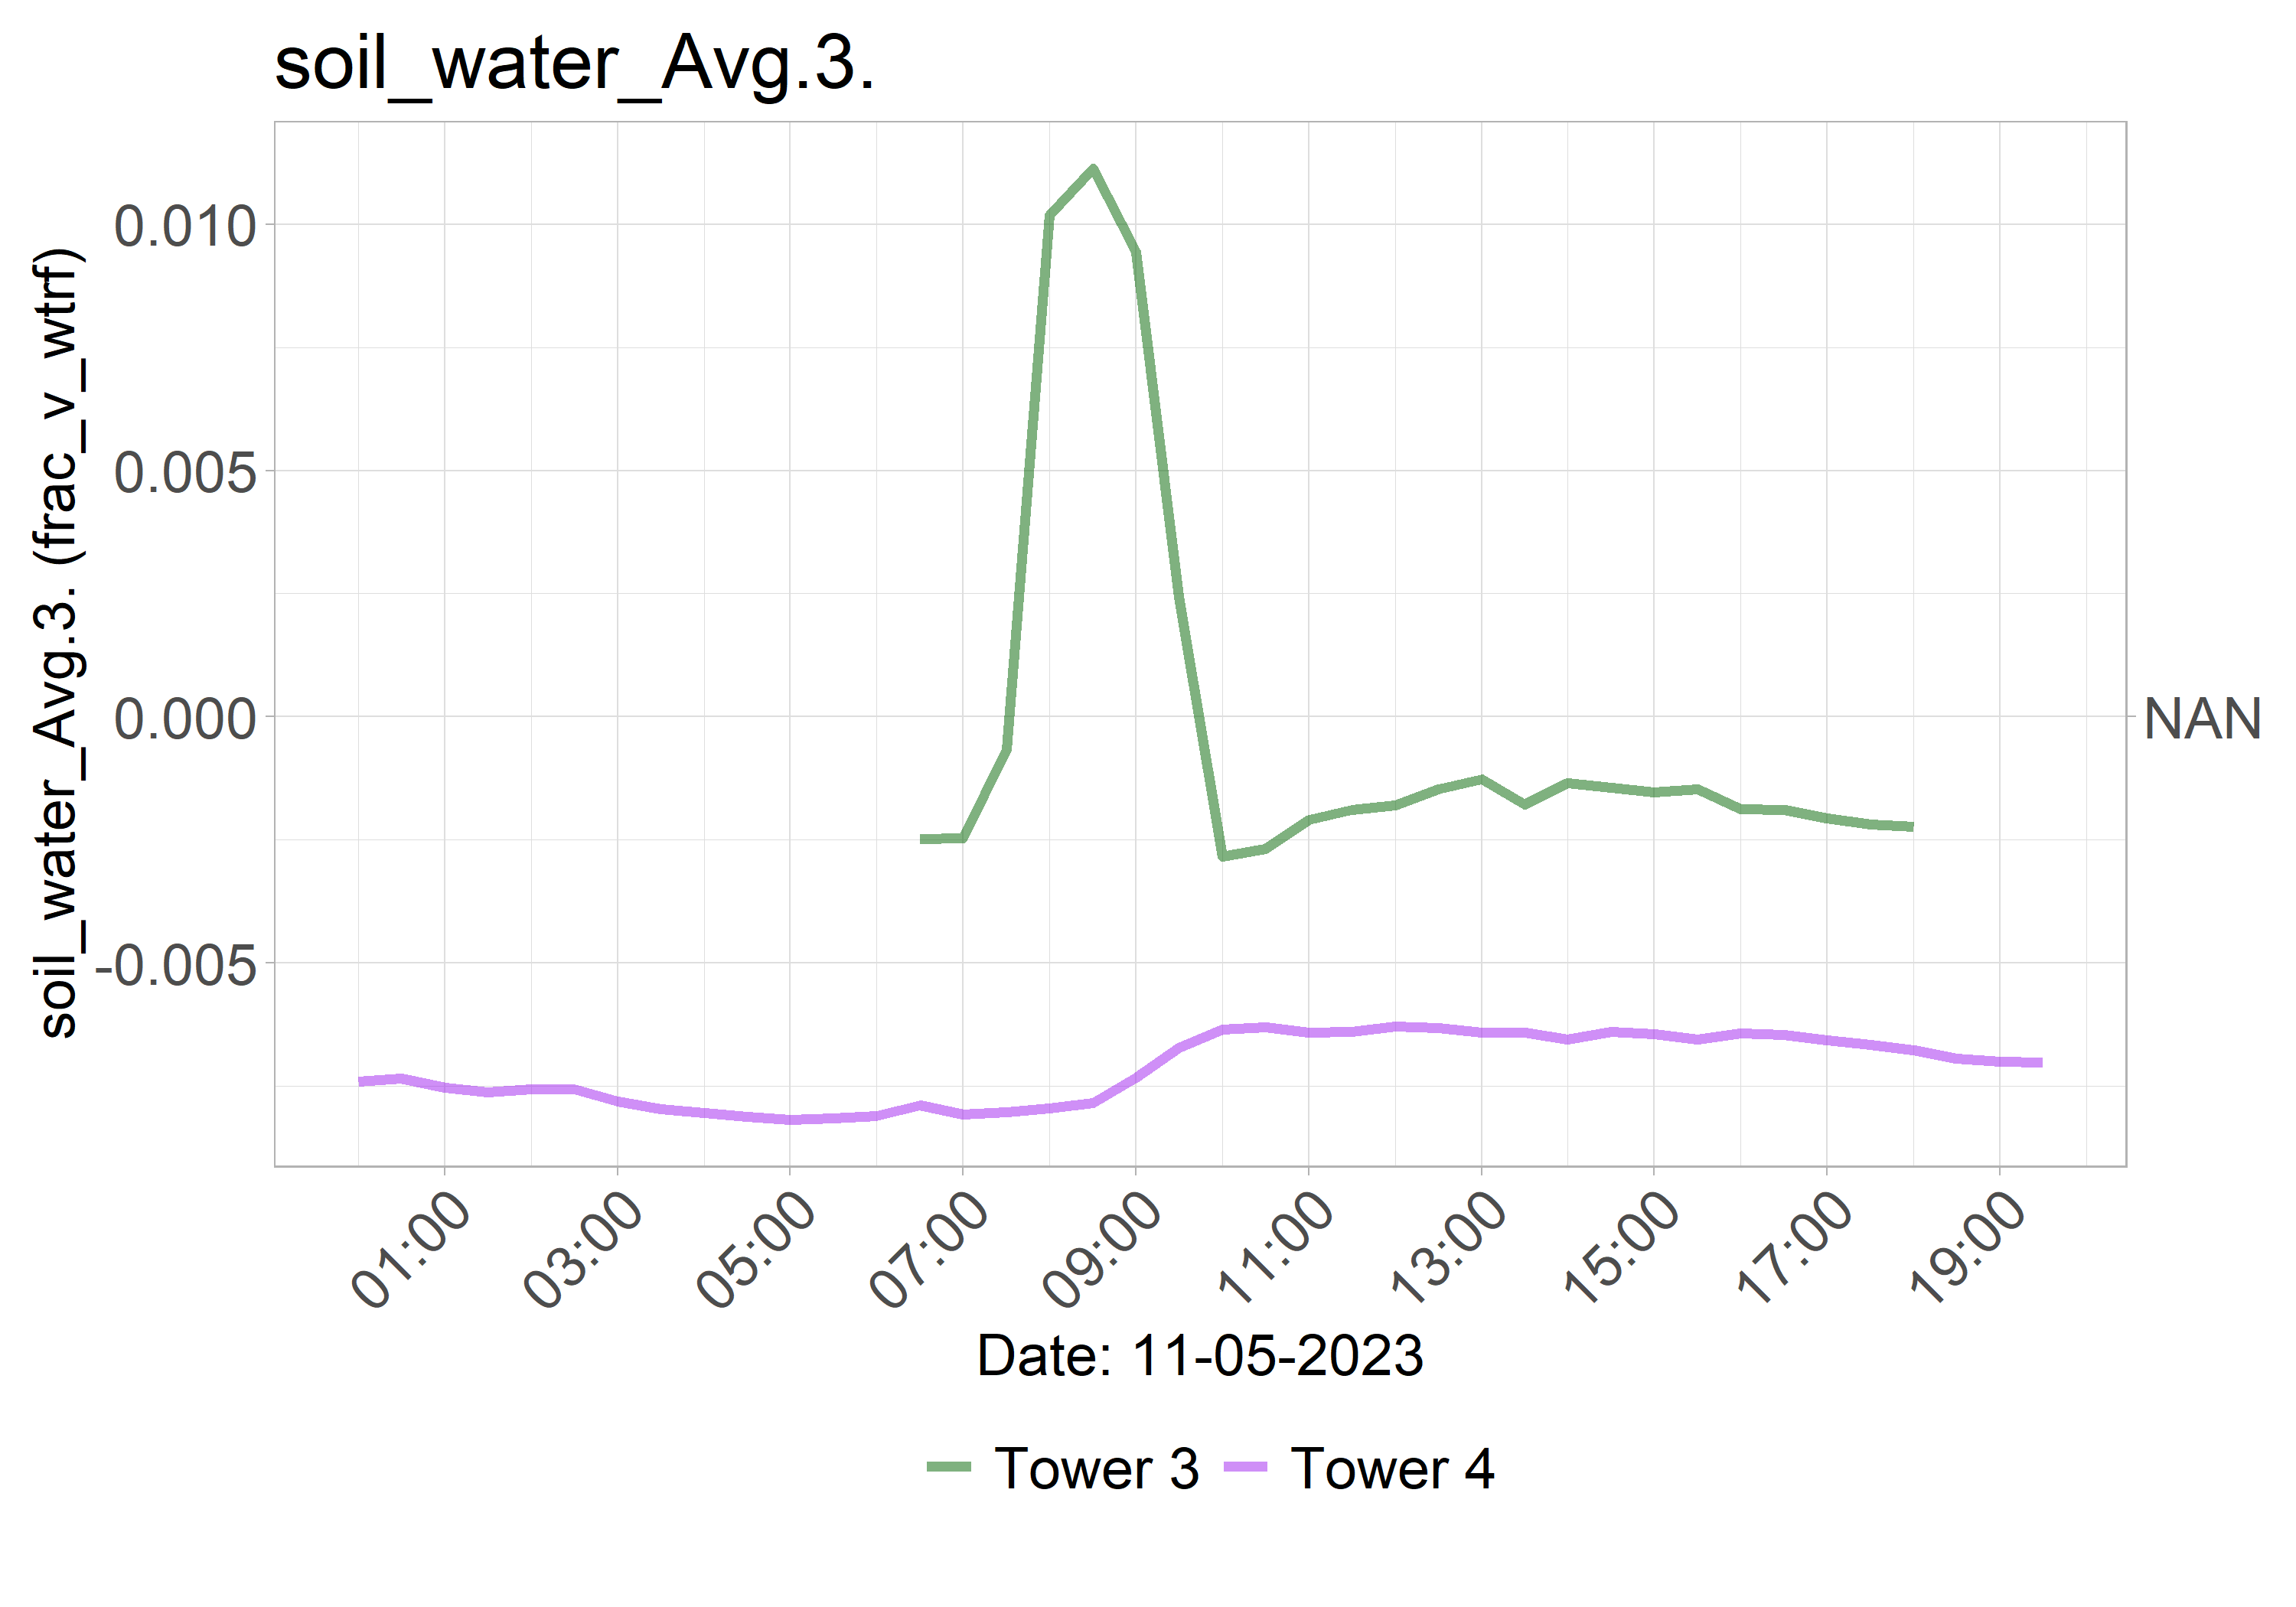 soil_water_Avg.3.
soil_water_Avg.3. (frac_v_wtrf)
0.010
0.005
0.000
-0.005
NAN
01:00
03:00
05:00
07:00
09:00
11:00
13:00
15:00
17:00
19:00
Date: 11-05-2023
Tower 3
Tower 4